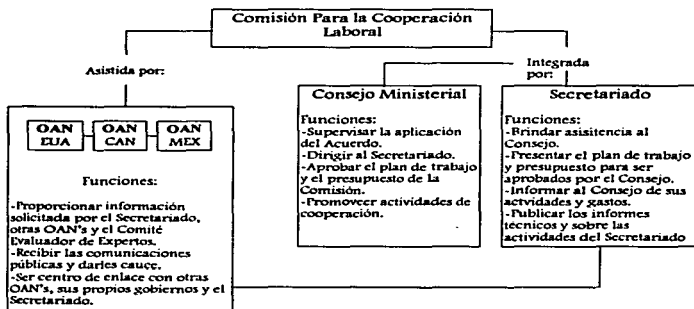 Comisión Para la Cooperación
Laboral
Asistida por:
Integrada
por:
OAN
EUA
OAN
CAN
OAN
MEX
Funciones:
-Proporcionar información
solicitada por el Secretariado,
otras OAN's y el Comité
Evaluador de Expertos.
-Recibir las comunicaciones
públicas y darles cauce.
-Ser centro de enlace con otras
OAN's, sus propios gobiernos y el
Secretariado.
Consejo Ministerial
Funciones:
-Supervisar la aplicación
del Acuerdo.
-Dirigir al Secretariado.
-Aprobar el plan de trabajo
y el presupuesto de la
Comisión.
-Promoveer actividades de
cooperación.
Secretariado
Funciones:
-Brindar asisitencia al
Consejo.
-Presentar el plan de trabajo
y presupuesto para ser
aprobados por el Consejo.
-Informar al Consejo de sus
actvdades y gastos.
-Publicar los informes
técnicos y sobre las
actividades del Secretariado